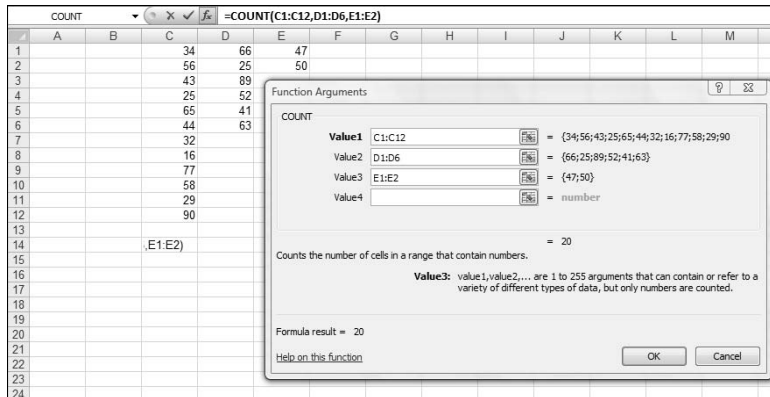 COUNT fx =COUNT(C1:C12,D1:D6,E1:E2)
A B C D E F G H I J K L M
1 34 66 47
2 56 25 50
3 43 89
4 25 52
5 65 41
6 44 63
7 32
8 16
9 77
10 58
11 29
12 90
13
14 ,E1:E2)
15
16
17
18
19
20
21
22
23
24
Function Arguments
COUNT
Value1 C1:C12 = {34;56;43;25;65;44;32;16;77;58;29;90
Value2 D1:D6 = {66;25;89;52;41;63}
Value3 E1:E2 = {47;50}
Value4 = number
= 20
Counts the number of cells in a range that contain numbers.
Value3: value1,value2,... are 1 to 255 arguments that can contain or refer to a
variety of different types of data, but only numbers are counted.
Formula result = 20
Help on this function OK Cancel